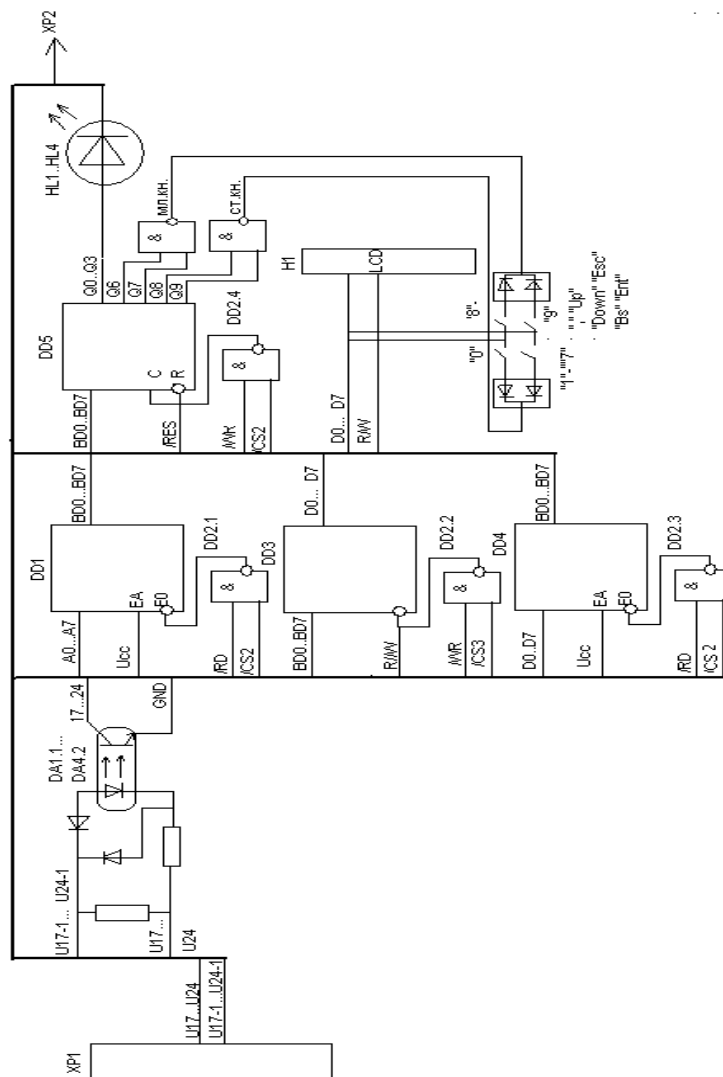 XP1
U17...U24
U17-1...U24-1
U17-1... U24-1
U17...
U24
DA1.1...
DA4.2
17...24
GND
DD1
A0...A7
Ucc
EA
E0
BD0...BD7
DD2.1
&
/RD
/CS2
DD3
BD0..BD7
R/W
D0... D7
DD2.2
&
/WR
/CS3
DD4
D0..D7
Ucc
EA
E0
BD0...BD7
DD2.3
&
/RD
/CS 2
DD5
BD0..BD7
C
R
/RES
Q0..Q3
Q6
Q7
Q8
Q9
DD2.4
&
/WR
/CS2
HL1..HL4
XP2
&
мл.кн.
&
ст.кн.
H1
LCD
D0... D7
R/W
"0"
"8"-
"9"
"1"-"7"
"." "Up"
"Down" "Esc"
"Bs" "Ent"